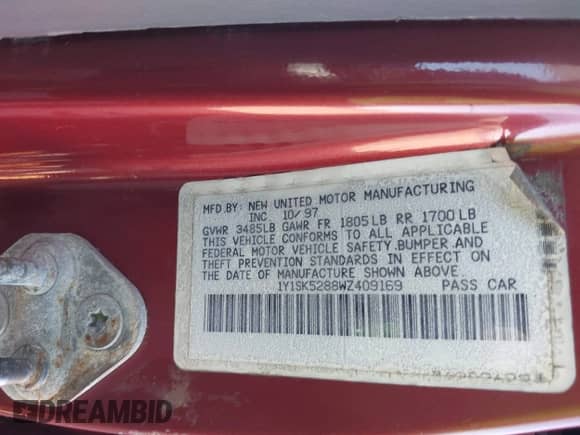 MFD.BY: NEW UNITED MOTOR MANUFACTURING
INC 10/97
GVWR 3485LB GAWR FR 1805LB RR 1700LB
THIS VEHICLE CONFORMS TO ALL APPLICABLE
FEDERAL MOTOR VEHICLE SAFETY.BUMPER AND
THEFT PREVENTION STANDARDS IN EFFECT ON
THE DATE OF MANUFACTURE SHOWN ABOVE.
1Y1SK5288WZ409169 PASS CAR
DREAMBID